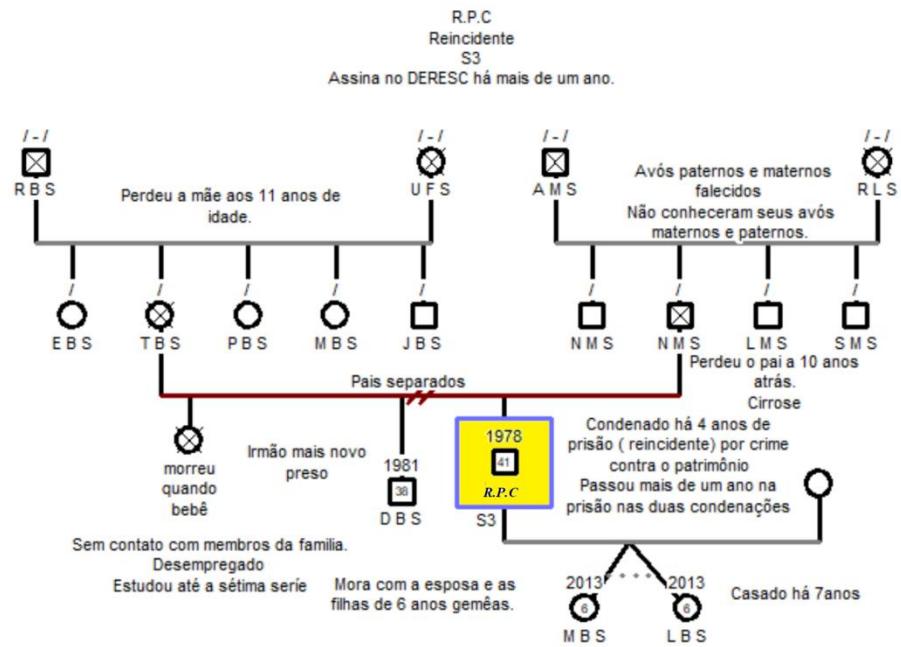 R.P.C
Reincidente
S3
Assina no DERESC há mais de um ano.
/ - /
/ - /
/ - /
/ - /
R B S
U F S
A M S
R L S
Perdeu a mãe aos 11 anos de
idade.
Avós paternos e maternos
falecidos
Não conheceram seus avós
maternos e paternos.
/
/
/
/
/
/
/
/
/
E B S
T B S
P B S
M B S
J B S
N M S
N M S
L M S
S M S
Perdeu o pai a 10 anos
atrás.
Cirrose
Pais separados
morreu
quando
bebê
Irmão mais novo
preso
1981
38
D B S
1978
41
R.P.C
S3
Condenado há 4 anos de
prisão ( reincidente) por crime
contra o patrimônio
Passou mais de um ano na
prisão nas duas condenações
Sem contato com membros da familia.
Desempregado
Estudou até a sétima seríe
Mora com a esposa e as
filhas de 6 anos gemêas.
2013
6
M B S
2013
6
L B S
Casado há 7anos